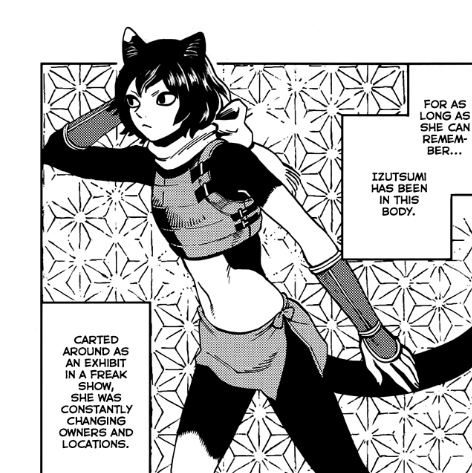 FOR AS
LONG AS
SHE CAN
REMEM-
BER...
IZUTSUMI
HAS BEEN
IN THIS
BODY.
CARTED
AROUND AS
AN EXHIBIT
IN A FREAK
SHOW,
SHE WAS
CONSTANTLY
CHANGING
OWNERS AND
LOCATIONS.